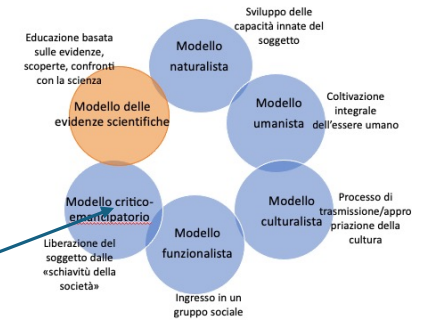 Sviluppo delle
capacità innate del
soggetto
Educazione basata
sulle evidenze,
scoperte, confronti
con la scienza
Modello
naturalista
Modello
umanista
Coltivazione
integrale
dell'essere umano
Modello delle
evidenze scientifiche
Modello critico-
emancipatorio
Modello
culturalista
Processo di
trasmissione/appro
priazione della
cultura
Liberazione del
soggetto dalle
«schiavitù della
società»
Modello
funzionalista
Ingresso in un
gruppo sociale